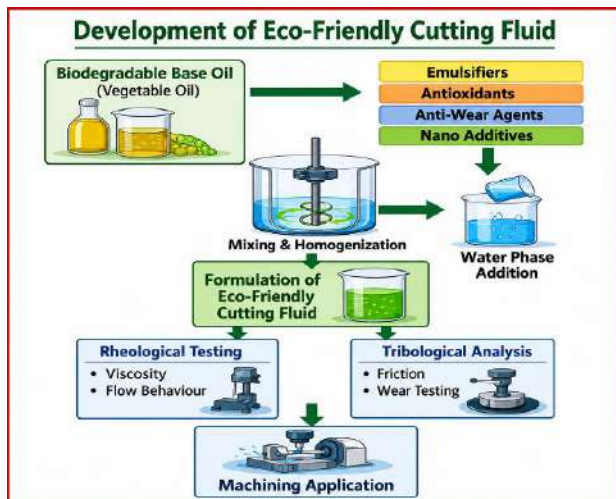 Development of Eco-Friendly Cutting Fluid
Biodegradable Base Oil
(Vegetable Oil)
Emulsifiers
Antioxidants
Anti-Wear Agents
Nano Additives
Mixing & Homogenization
Water Phase
Addition
Formulation of
Eco-Friendly
Cutting Fluid
Rheological Testing
• Viscosity
• Flow Behaviour
Tribological Analysis
• Friction
• Wear Testing
Machining Application